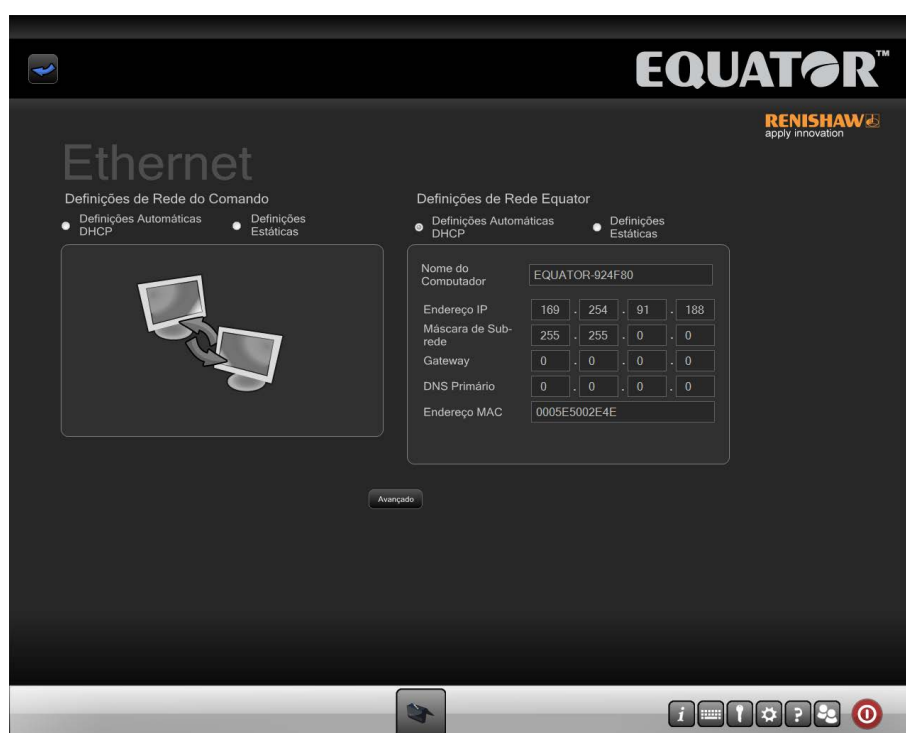 EQUATOR™
RENISHAW
apply innovation
Ethernet
Definições de Rede do Comando
Definições Automáticas
DHCP
Definições
Estáticas
Definições de Rede Equator
Definições Automáticas
DHCP
Definições
Estáticas
Nome do
Computador
EQUATOR-924F80
Endereço IP
169 . 254 . 91 . 188
Máscara de Sub-
rede
255 . 255 . 0 . 0
Gateway
0 . 0 . 0 . 0
DNS Primário
0 . 0 . 0 . 0
Endereço MAC
0005E5002E4E
Avançado
i
?